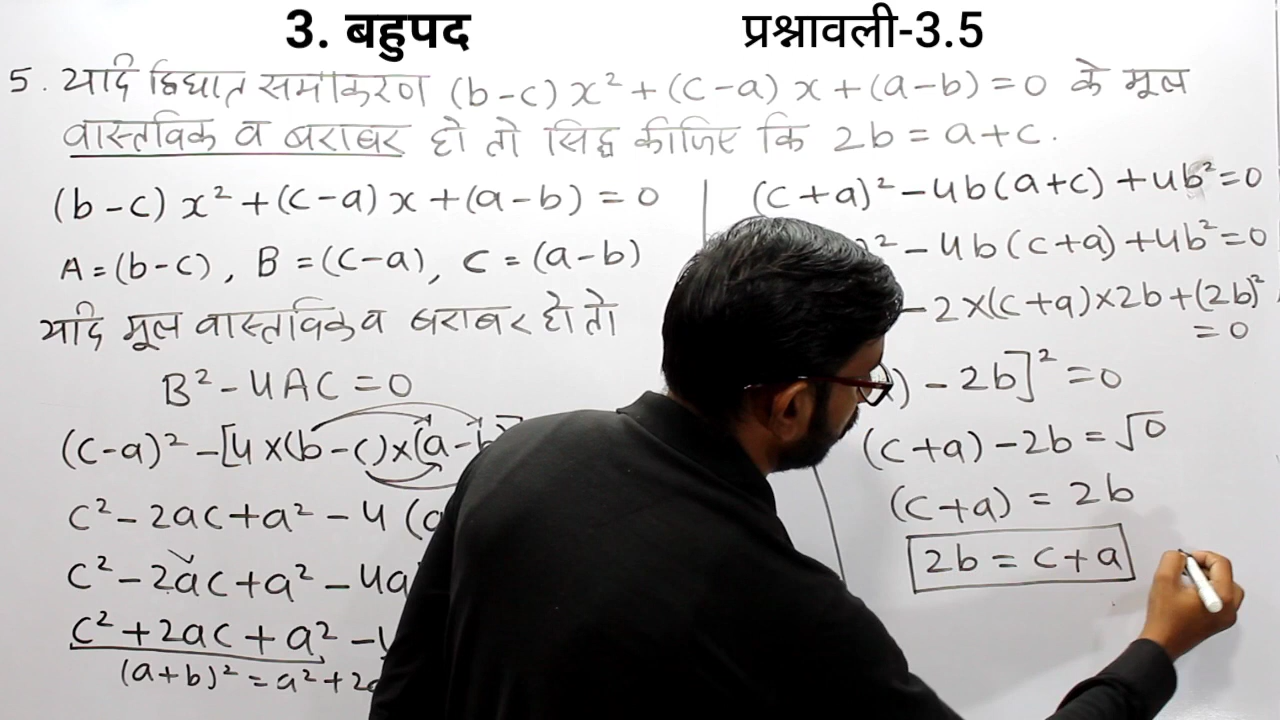 3. बहुपद
प्रश्नावली-3.5
5. यदि द्विघात समीकरण (b-c)x²+(c-a)x+(a-b)=0 के मूल
वास्तविक व बराबर हो तो सिद्ध कीजिए कि 2b=a+c.
(b-c)x²+(c-a)x+(a-b)=0
A=(b-c), B=(c-a), C=(a-b)
यदि मूल वास्तविक व बराबर हो तो
B²-4AC=0
(c-a)²-[4×(b-c)×(a-b)]
c²-2ac+a²-4(
c²-2ac+a²-4a
c²+2ac+a²-4
(a+b)²=a²+2
(c+a)²-4b(a+c)+4b²=0
²-4b(c+a)+4b²=0
-2×(c+a)×2b+(2b)²
=0
)-2b]²=0
(c+a)-2b=√0
(c+a)=2b
2b=c+a